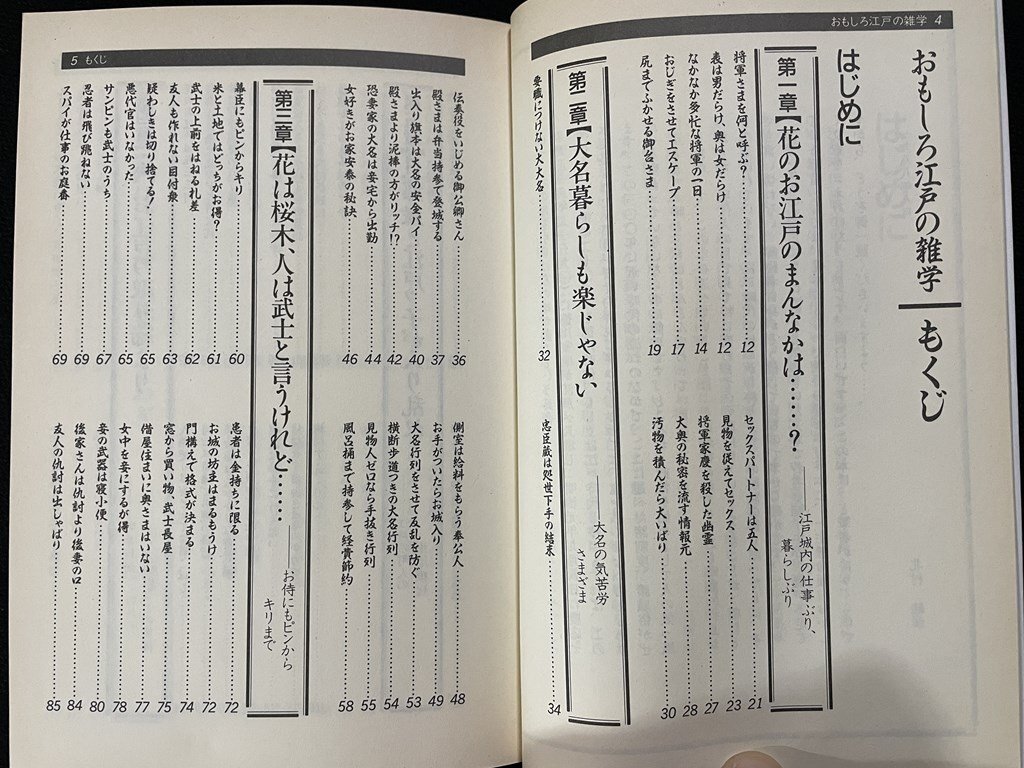 おもしろ江戸の雑学 4
おもしろ江戸の雑学――もくじ
はじめに
第一章【花のお江戸のまんなかは……?
――江戸城内の仕事ぶり、
暮らしぶり
将軍さまを何と呼ぶ?……12
表は男だらけ、奥は女だらけ……12
なかなか多忙な将軍の一日……14
おじぎをさせてエスケープ……17
尻までふかせる御台さま……19
セックスパートナーは五人……21
見物を従えてセックス……23
将軍家慶を殺した幽霊……27
大奥の秘密を流す情報元……28
汚物を積んだら大いばり……30
第二章【大名暮らしも楽じゃない
――大名の気苦労
さまざま
要職につけない大大名……32
忠臣蔵は処世下手の結末……34
5 もくじ
伝奏役をいじめる御公卿さん……36
殿さまは弁当持参で登城する……37
出入り旗本は大名の安全パイ……40
殿さまより泥棒の方がリッチ!?……42
恐妻家の大名は妾宅から出勤……44
女好きがお家安泰の秘訣……46
側室は給料をもらう奉公人……48
お手がついたらお城入り……49
大名行列をさせて反乱を防ぐ……53
横断歩道つきの大名行列……54
見物人ゼロなら手抜き行列……55
風呂桶まで持参して経費節約……58
第三章【花は桜木、人は武士と言うけれど……
――お侍にもピンから
キリまで
幕臣にもピンからキリ……60
米と土地ではどっちがお得?……61
武士の上前をはねる札差……62
友人も作れない目付衆……63
疑わしきは切り捨てる!……65
悪代官はいなかった……65
サンピンも武士のうち……67
忍者は飛び跳ねない……69
スパイが仕事のお庭番……69
患者は金持ちに限る……72
お城の坊主はまるもうけ……72
門構えで格式が決まる……74
窓から買い物、武士長屋……75
借屋住まいに奥さまはいない……77
女中を妾にするが得……78
妾の武器は寝小便……80
後家さんは仇討より後妻の口……84
友人の仇討は出しゃばり……85